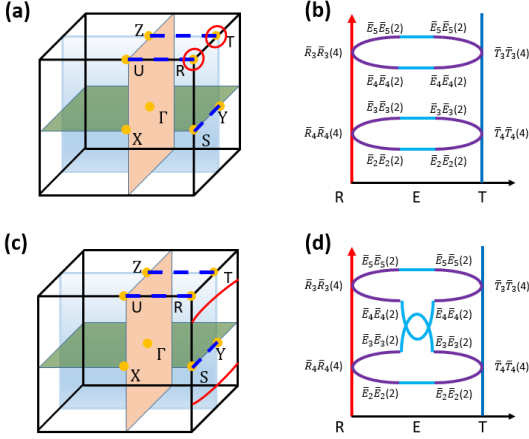 (a)
Z
T
U
R
Γ
X
Y
S
(b)
Ē₅Ē₅(2) Ē₅Ē₅(2)
R̄₃R̄₃(4) T̄₃T̄₃(4)
Ē₄Ē₄(2) Ē₄Ē₄(2)
Ē₃Ē₃(2) Ē₃Ē₃(2)
R̄₄R̄₄(4) T̄₄T̄₄(4)
Ē₂Ē₂(2) Ē₂Ē₂(2)
R E T
(c)
Z
T
U
R
Γ
X
Y
S
(d)
Ē₅Ē₅(2) Ē₅Ē₅(2)
R̄₃R̄₃(4) T̄₃T̄₃(4)
Ē₄Ē₄(2) Ē₄Ē₄(2)
Ē₃Ē₃(2) Ē₃Ē₃(2)
R̄₄R̄₄(4) T̄₄T̄₄(4)
Ē₂Ē₂(2) Ē₂Ē₂(2)
R E T